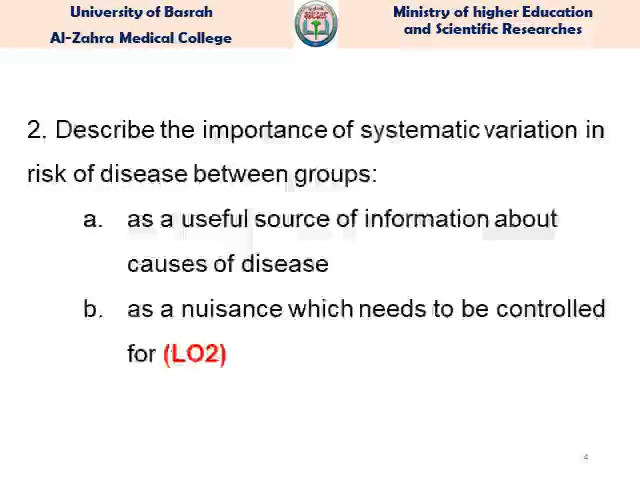 University of Basrah
Al-Zahra Medical College
Ministry of higher Education
and Scientific Researches
2. Describe the importance of systematic variation in
risk of disease between groups:
a. as a useful source of information about
causes of disease
b. as a nuisance which needs to be controlled
for (LO2)
4